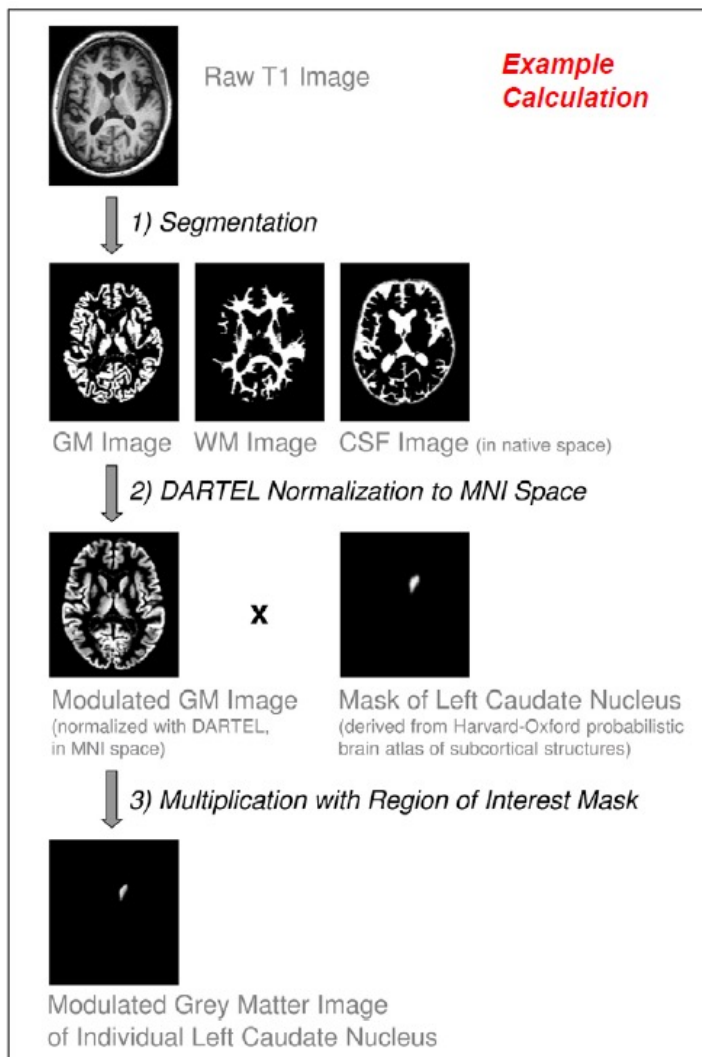 Raw T1 Image
Example
Calculation
1) Segmentation
GM Image
WM Image
CSF Image (in native space)
2) DARTEL Normalization to MNI Space
x
Modulated GM Image
(normalized with DARTEL,
in MNI space)
Mask of Left Caudate Nucleus
(derived from Harvard-Oxford probabilistic
brain atlas of subcortical structures)
3) Multiplication with Region of Interest Mask
Modulated Grey Matter Image
of Individual Left Caudate Nucleus